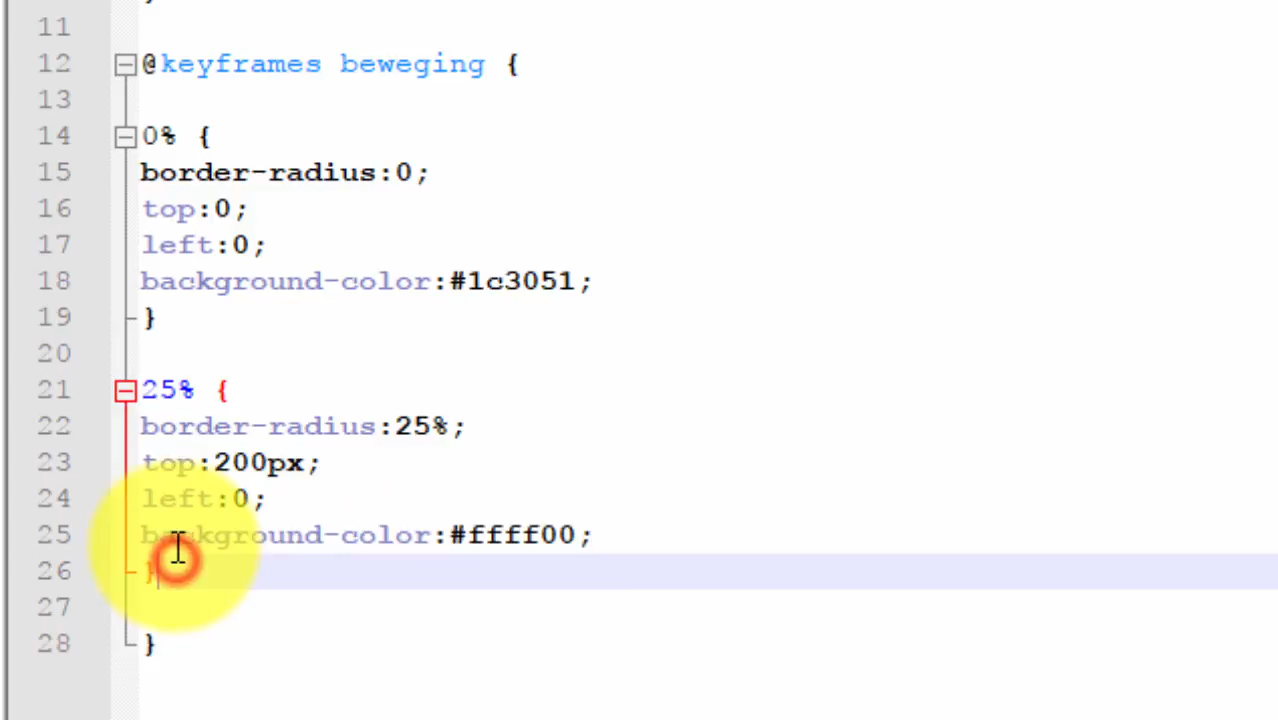 11
12 @keyframes beweging {
13
14 0% {
15 border-radius:0;
16 top:0;
17 left:0;
18 background-color:#1c3051;
19 }
20
21 25% {
22 border-radius:25%;
23 top:200px;
24 left:0;
25 background-color:#ffff00;
26 }
27
28 }